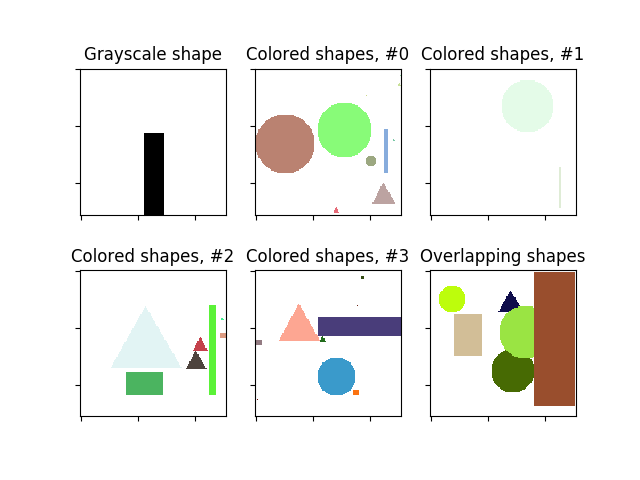 Grayscale shape
Colored shapes, #0
Colored shapes, #1
Colored shapes, #2
Colored shapes, #3
Overlapping shapes